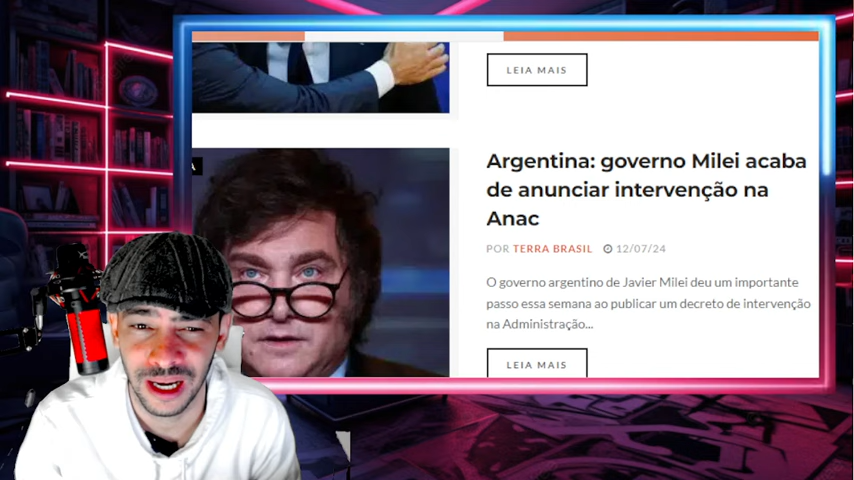 LEIA MAIS
A
Argentina: governo Milei acaba
de anunciar intervenção na
Anac
POR TERRA BRASIL 12/07/24
O governo argentino de Javier Milei deu um importante
passo essa semana ao publicar um decreto de intervenção
na Administração...
LEIA MAIS